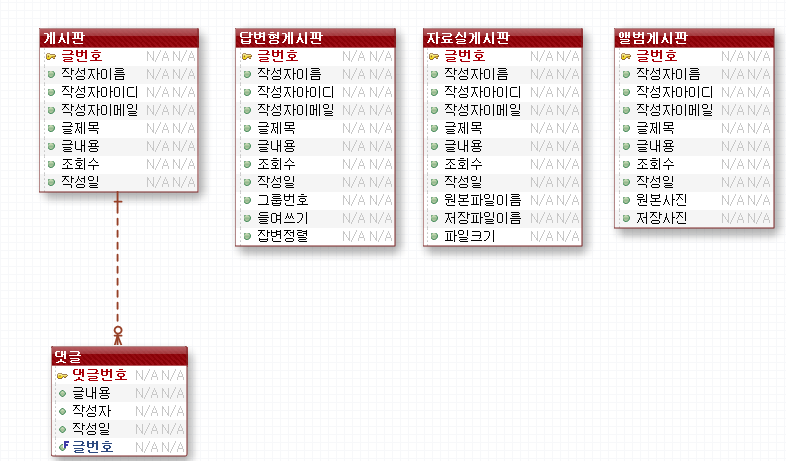 게시판
글번호 N/A N/A
작성자이름 N/A N/A
작성자아이디 N/A N/A
작성자이메일 N/A N/A
글제목 N/A N/A
글내용 N/A N/A
조회수 N/A N/A
작성일 N/A N/A
답변형게시판
글번호 N/A N/A
작성자이름 N/A N/A
작성자아이디 N/A N/A
작성자이메일 N/A N/A
글제목 N/A N/A
글내용 N/A N/A
조회수 N/A N/A
작성일 N/A N/A
그룹번호 N/A N/A
들여쓰기 N/A N/A
답변정렬 N/A N/A
자료실게시판
글번호 N/A N/A
작성자이름 N/A N/A
작성자아이디 N/A N/A
작성자이메일 N/A N/A
글제목 N/A N/A
글내용 N/A N/A
조회수 N/A N/A
작성일 N/A N/A
원본파일이름 N/A N/A
저장파일이름 N/A N/A
파일크기 N/A N/A
앨범게시판
글번호 N/A N/A
작성자이름 N/A N/A
작성자아이디 N/A N/A
작성자이메일 N/A N/A
글제목 N/A N/A
글내용 N/A N/A
조회수 N/A N/A
작성일 N/A N/A
원본사진 N/A N/A
저장사진 N/A N/A
댓글
댓글번호 N/A N/A
글내용 N/A N/A
작성자 N/A N/A
작성일 N/A N/A
F 글번호 N/A N/A